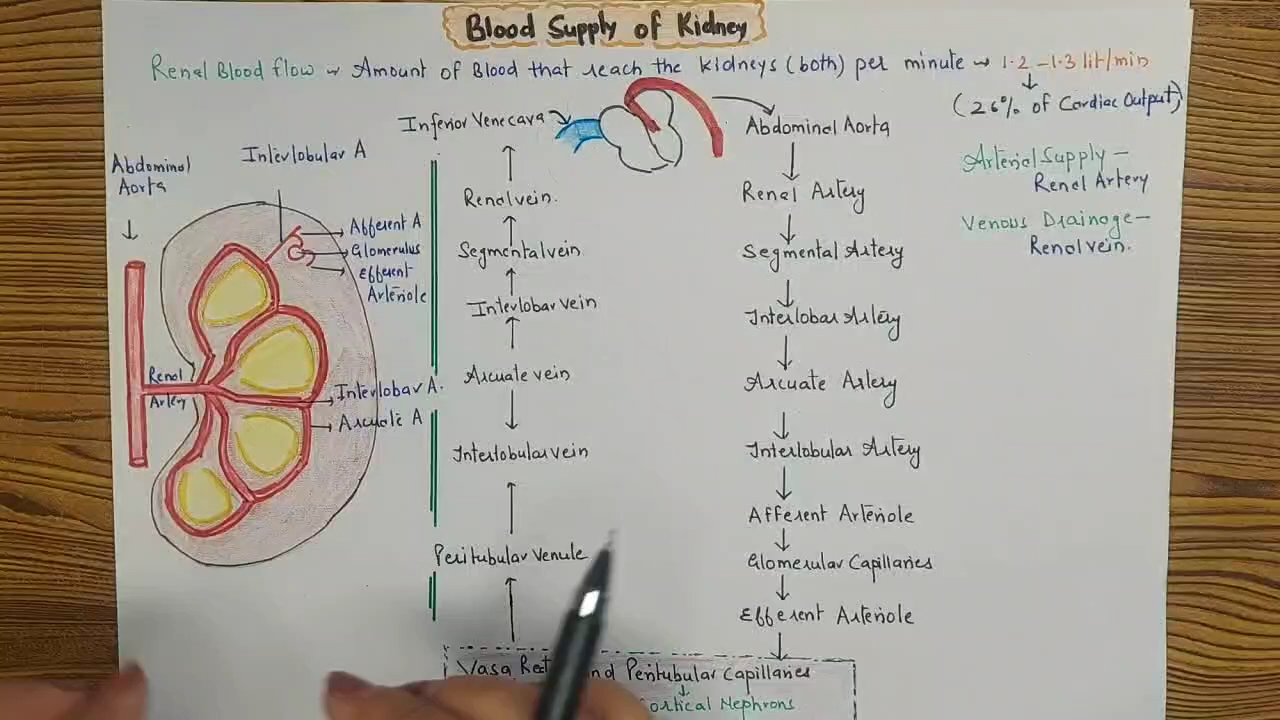 Blood Supply of Kidney
Renal Blood flow → Amount of Blood that reach the kidneys (both) per minute → 1.2 - 1.3 lit/min
↓
(26% of Cardiac Output)
Arterial Supply -
Renal Artery
Venous Drainage -
Renal vein.
Abdominal
Aorta
↓
Interlobular A
Afferent A
Glomerulus
Efferent
Arteriole
Renal
Artery
Interlobar A.
Arcuate A
Inferior Venecava
↑
Renal vein.
↑
Segmental vein
↑
Interlobar vein
↑
Arcuate vein
↓
Interlobular vein
↑
Peritubular Venule
↑
Abdominal Aorta
↓
Renal Artery
↓
Segmental Artery
↓
Interlobar Artery
↓
Arcuate Artery
↓
Interlobular Artery
↓
Afferent Arteriole
↓
Glomerular Capillaries
↓
Efferent Arteriole
↓
Vasa Peritubular Capillaries
↓
Nephrons